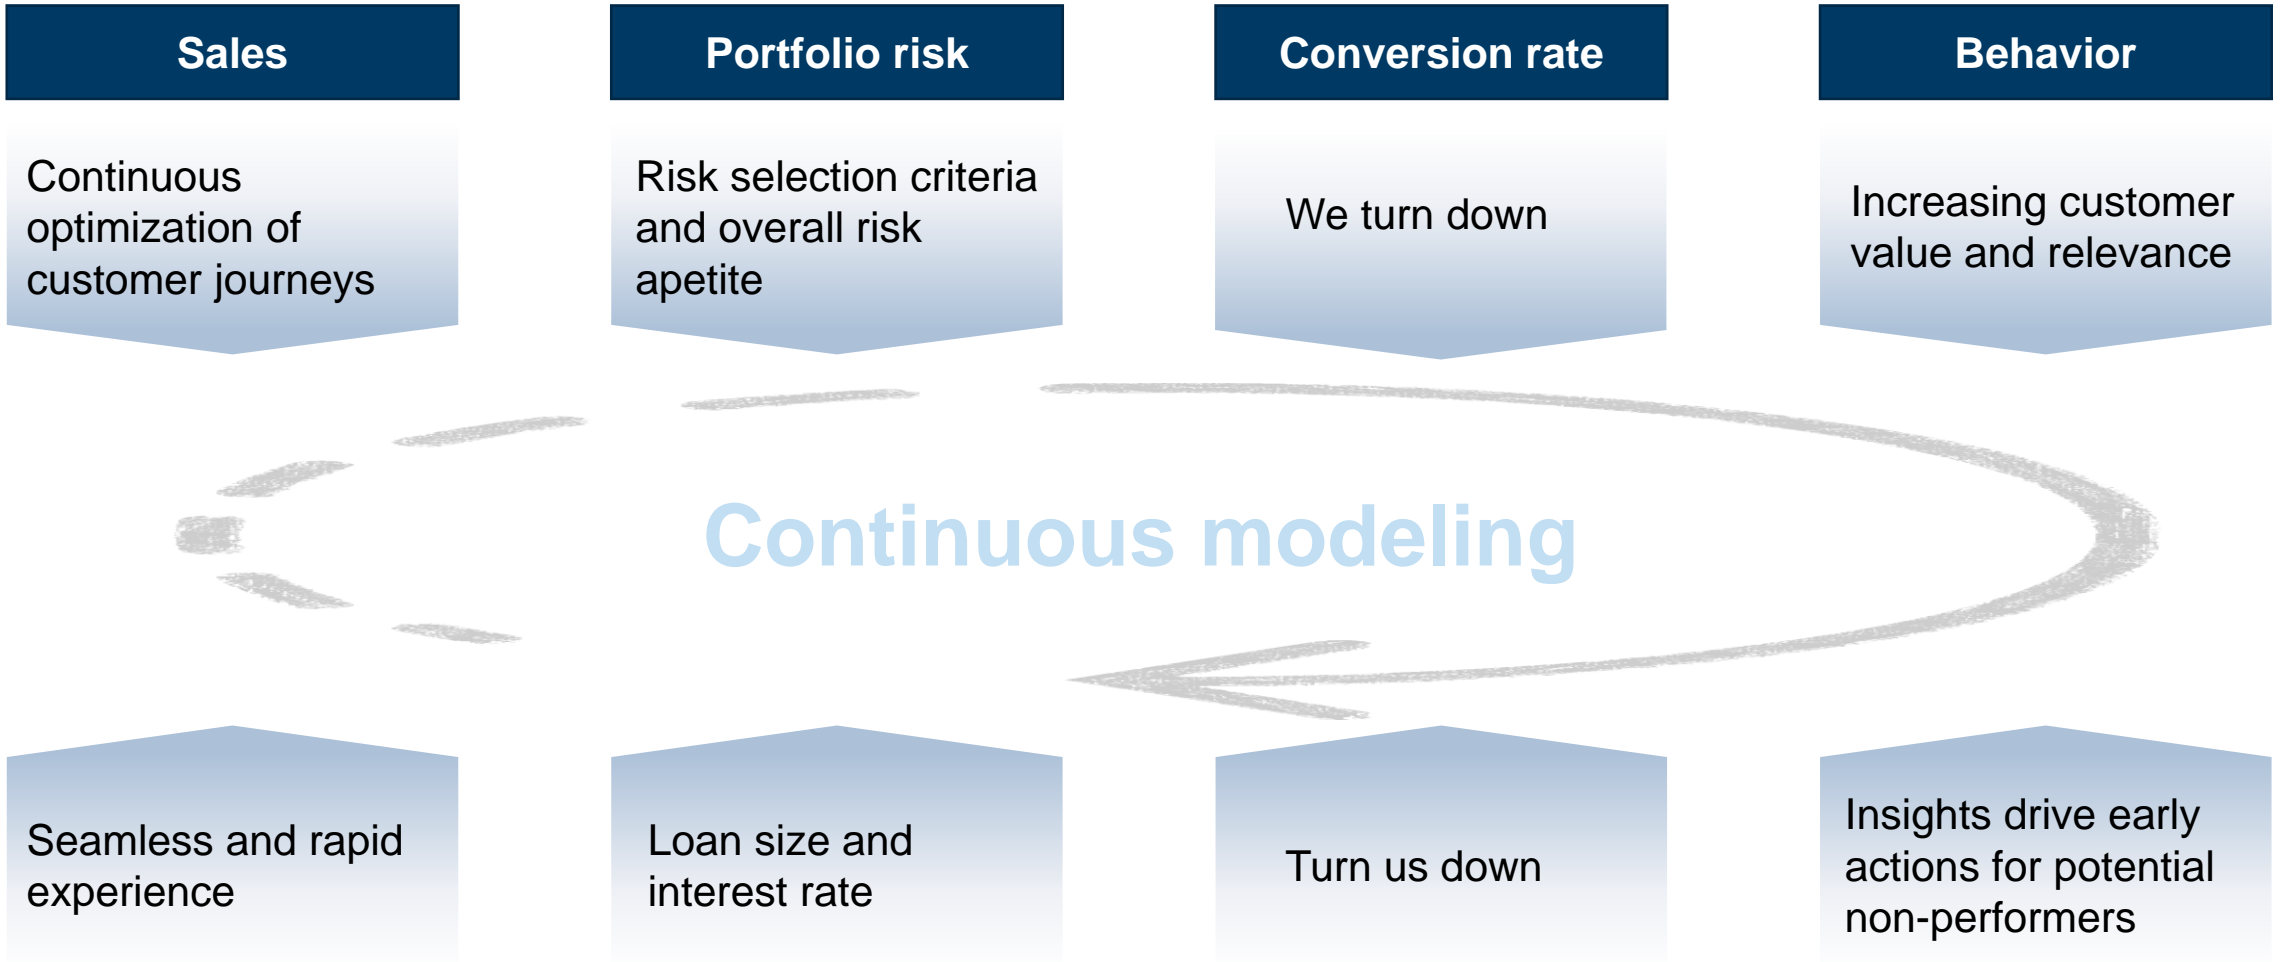 Sales
Portfolio risk
Conversion rate
Behavior
Continuous
optimization of
customer journeys
Risk selection criteria
and overall risk
apetite
We turn down
Increasing customer
value and relevance
Continuous modeling
Seamless and rapid
experience
Loan size and
interest rate
Turn us down
Insights drive early
actions for potential
non-performers